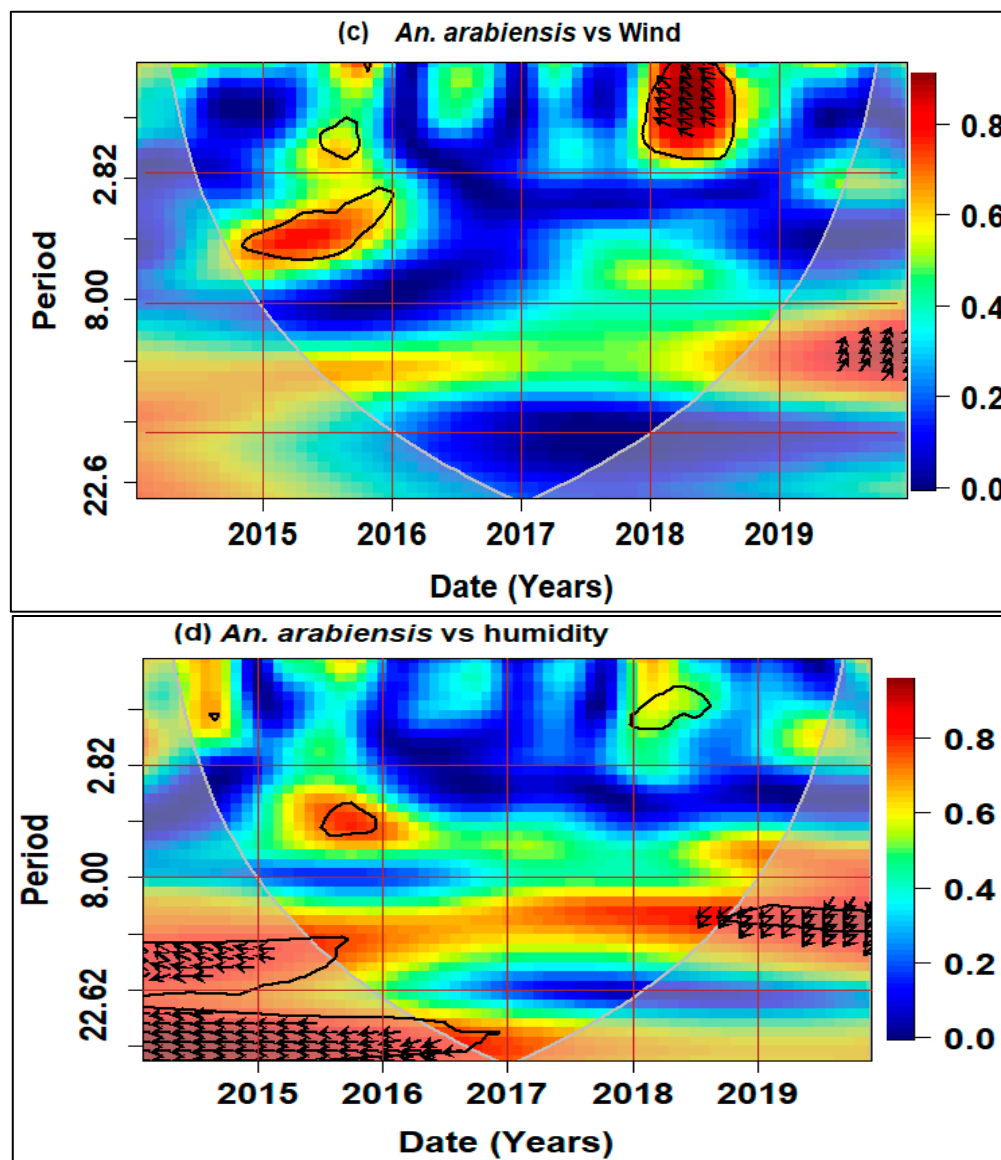 (c) An. arabiensis vs Wind
Period
2.82
8.00
22.6
0.8
0.6
0.4
0.2
0.0
2015 2016 2017 2018 2019
Date (Years)
(d) An. arabiensis vs humidity
Period
2.82
8.00
22.62
0.8
0.6
0.4
0.2
0.0
2015 2016 2017 2018 2019
Date (Years)